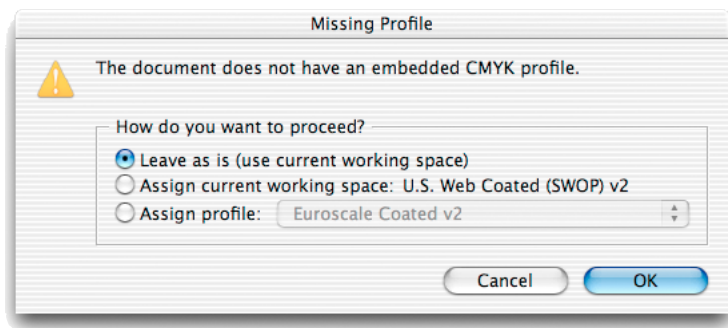 Missing Profile
The document does not have an embedded CMYK profile.
How do you want to proceed?
Leave as is (use current working space)
Assign current working space: U.S. Web Coated (SWOP) v2
Assign profile: Euroscale Coated v2
Cancel OK